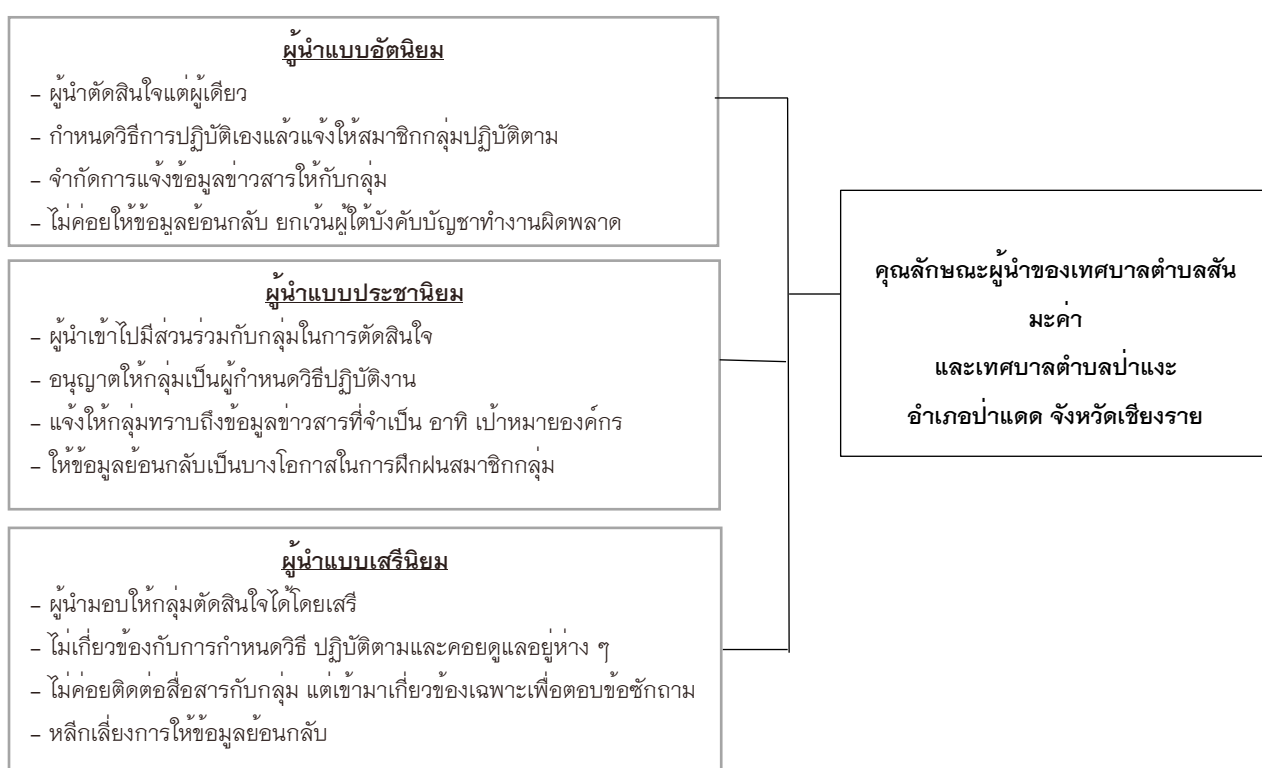 ผู้นำแบบอัตนิยม
– ผู้นำตัดสินใจแต่ผู้เดียว
– กำหนดวิธีการปฏิบัติเองแล้วแจ้งให้สมาชิกกลุ่มปฏิบัติตาม
– จำกัดการแจ้งข้อมูลข่าวสารให้กับกลุ่ม
– ไม่ค่อยให้ข้อมูลย้อนกลับ ยกเว้นผู้ใต้บังคับบัญชาทำงานผิดพลาด
ผู้นำแบบประชานิยม
– ผู้นำเข้าไปมีส่วนร่วมกับกลุ่มในการตัดสินใจ
– อนุญาตให้กลุ่มเป็นผู้กำหนดวิธีปฏิบัติงาน
– แจ้งให้กลุ่มทราบถึงข้อมูลข่าวสารที่จำเป็น อาทิ เป้าหมายองค์กร
– ให้ข้อมูลย้อนกลับเป็นบางโอกาสในการฝึกฝนสมาชิกกลุ่ม
ผู้นำแบบเสรีนิยม
– ผู้นำมอบให้กลุ่มตัดสินใจได้โดยเสรี
– ไม่เกี่ยวข้องกับการกำหนดวิธี ปฏิบัติตามและคอยดูแลอยู่ห่าง ๆ
– ไม่ค่อยติดต่อสื่อสารกับกลุ่ม แต่เข้ามาเกี่ยวข้องเฉพาะเพื่อตอบข้อซักถาม
– หลีกเลี่ยงการให้ข้อมูลย้อนกลับ
คุณลักษณะผู้นำของเทศบาลตำบลสัน
มะค่า
และเทศบาลตำบลป่าแงะ
อำเภอป่าแดด จังหวัดเชียงราย